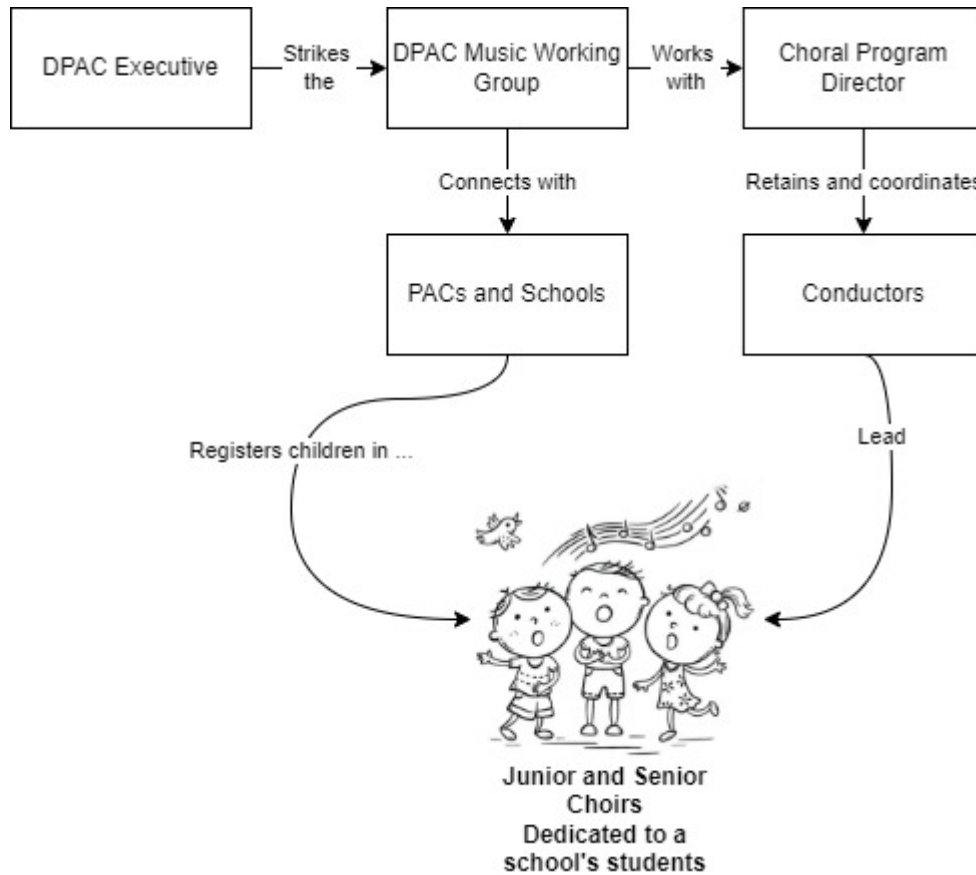 DPAC Executive
Strikes
the
DPAC Music Working
Group
Works
with
Choral Program
Director
Connects with
Retains and coordinates
PACs and Schools
Conductors
Registers children in ...
Lead
Junior and Senior
Choirs
Dedicated to a
school's students